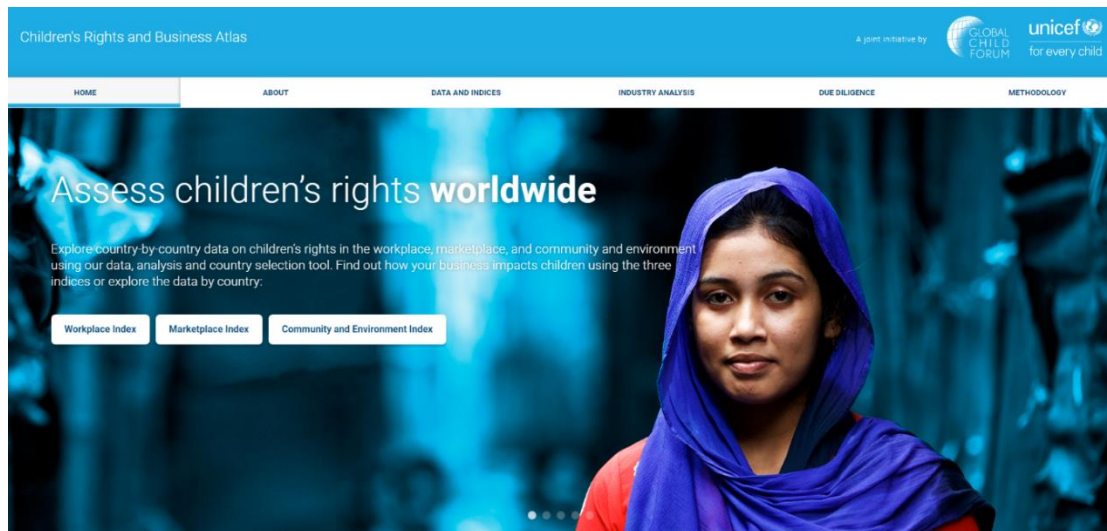 Children's Rights and Business Atlas
A joint initiative by
GLOBAL
CHILD
FORUM
unicef
for every child
HOME
ABOUT
DATA AND INDICES
INDUSTRY ANALYSIS
DUE DILIGENCE
METHODOLOGY
Assess children's rights worldwide
Explore country-by-country data on children's rights in the workplace, marketplace, and community and environment
using our data, analysis and country selection tool. Find out how your business impacts children using the three
indices or explore the data by country:
Workplace Index
Marketplace Index
Community and Environment Index